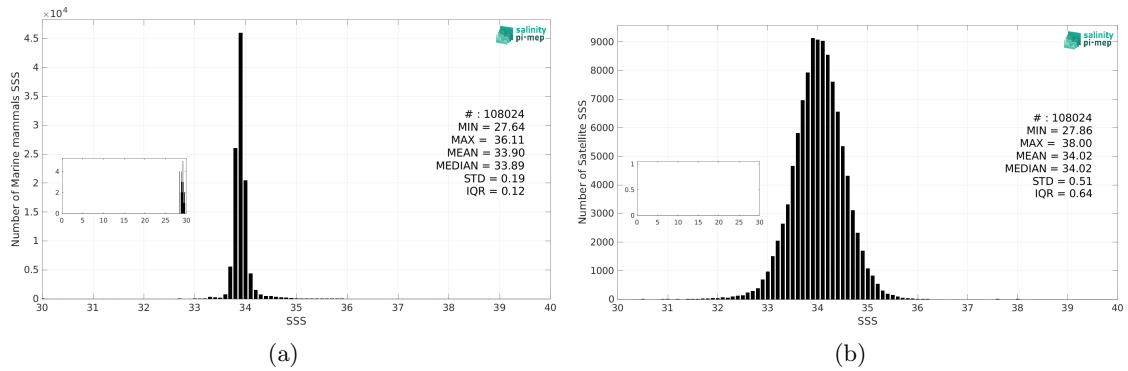 ×10⁴
salinity
pi-mep
4.5
4
3.5
3
2.5
2
1.5
1
0.5
0
Number of Marine mammals SSS
# : 108024
MIN = 27.64
MAX = 36.11
MEAN = 33.90
MEDIAN = 33.89
STD = 0.19
IQR = 0.12
4
2
0
0 5 10 15 20 25 30
30 31 32 33 34 35 36 37 38 39 40
SSS
(a)
salinity
pi-mep
9000
8000
7000
6000
5000
4000
3000
2000
1000
0
Number of Satellite SSS
# : 108024
MIN = 27.86
MAX = 38.00
MEAN = 34.02
MEDIAN = 34.02
STD = 0.51
IQR = 0.64
1
0.5
0
0 5 10 15 20 25 30
30 31 32 33 34 35 36 37 38 39 40
SSS
(b)